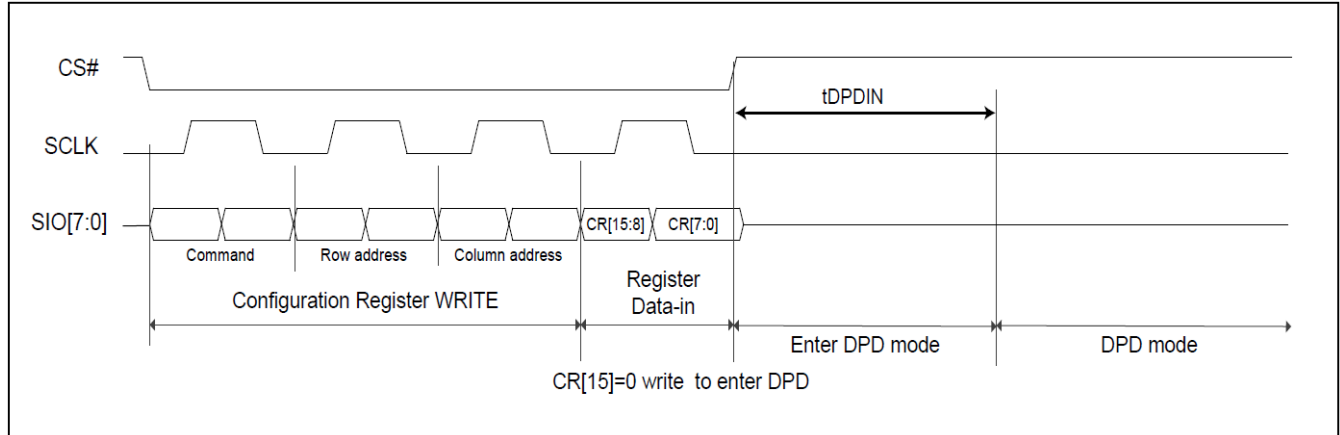 CS#
tDPDIN
SCLK
SIO[7:0]
CR[15:8]
CR[7:0]
Command
Row address
Column address
Configuration Register WRITE
Register
Data-in
Enter DPD mode
DPD mode
CR[15]=0 write to enter DPD